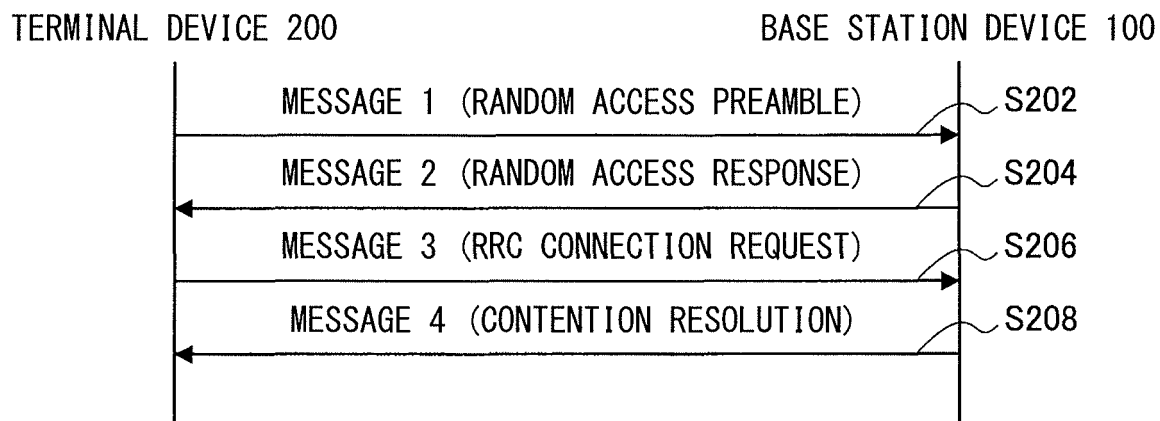 TERMINAL DEVICE 200 BASE STATION DEVICE 100
MESSAGE 1 (RANDOM ACCESS PREAMBLE) S202
MESSAGE 2 (RANDOM ACCESS RESPONSE) S204
MESSAGE 3 (RRC CONNECTION REQUEST) S206
MESSAGE 4 (CONTENTION RESOLUTION) S208